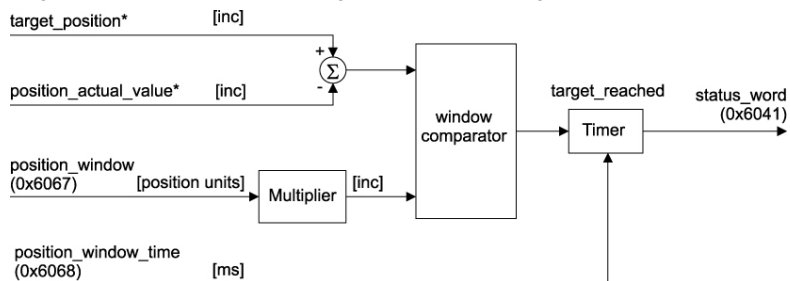 target_position* [inc]
+
Σ
-
position_actual_value* [inc]
target_reached
status_word
(0x6041)
window
comparator
Timer
position_window
(0x6067) [position units]
Multiplier
[inc]
position_window_time
(0x6068) [ms]